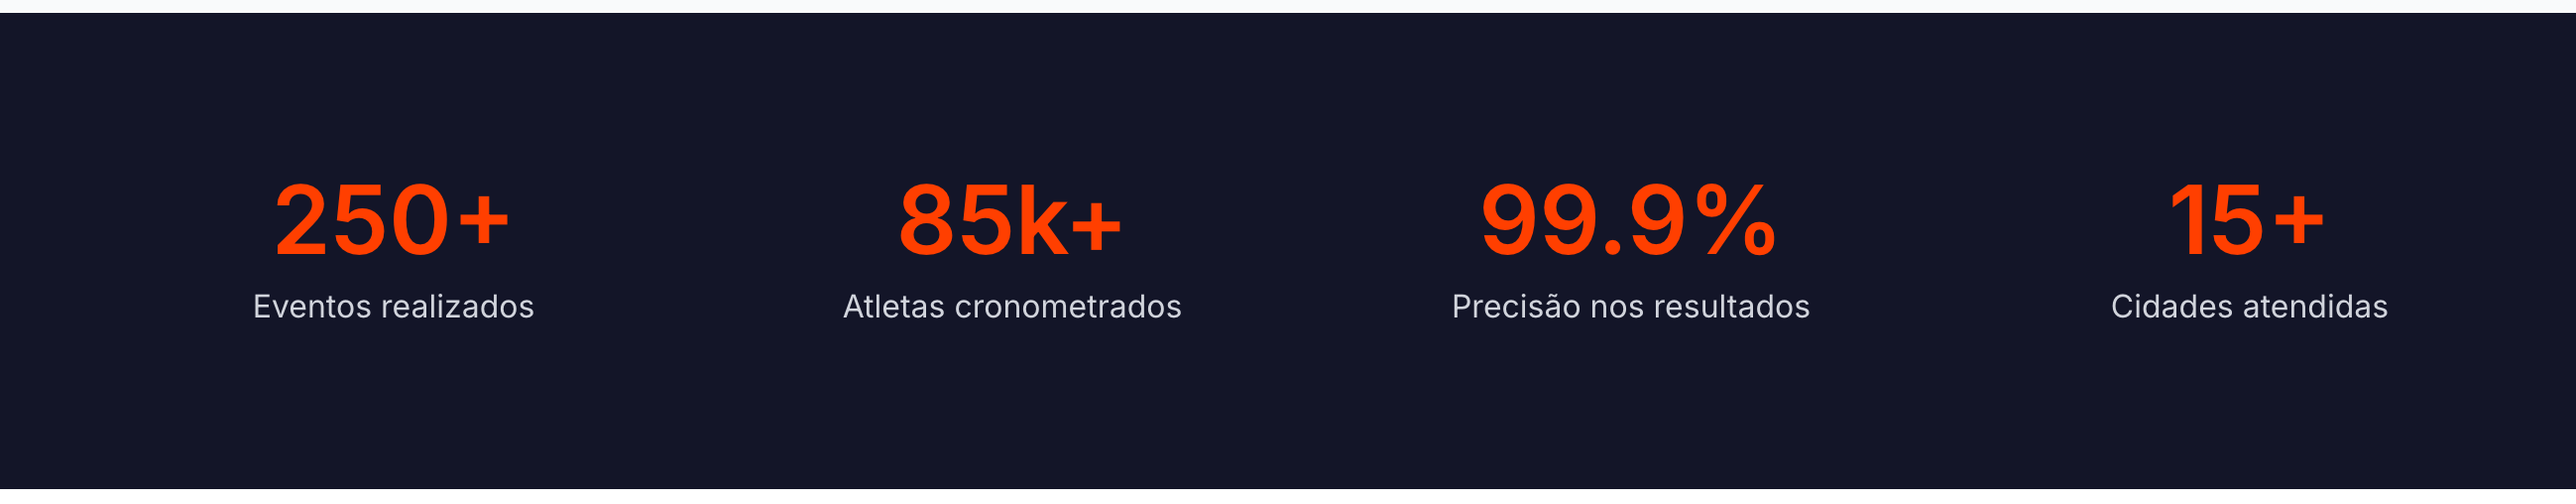 250+
Eventos realizados
85k+
Atletas cronometrados
99.9%
Precisão nos resultados
15+
Cidades atendidas